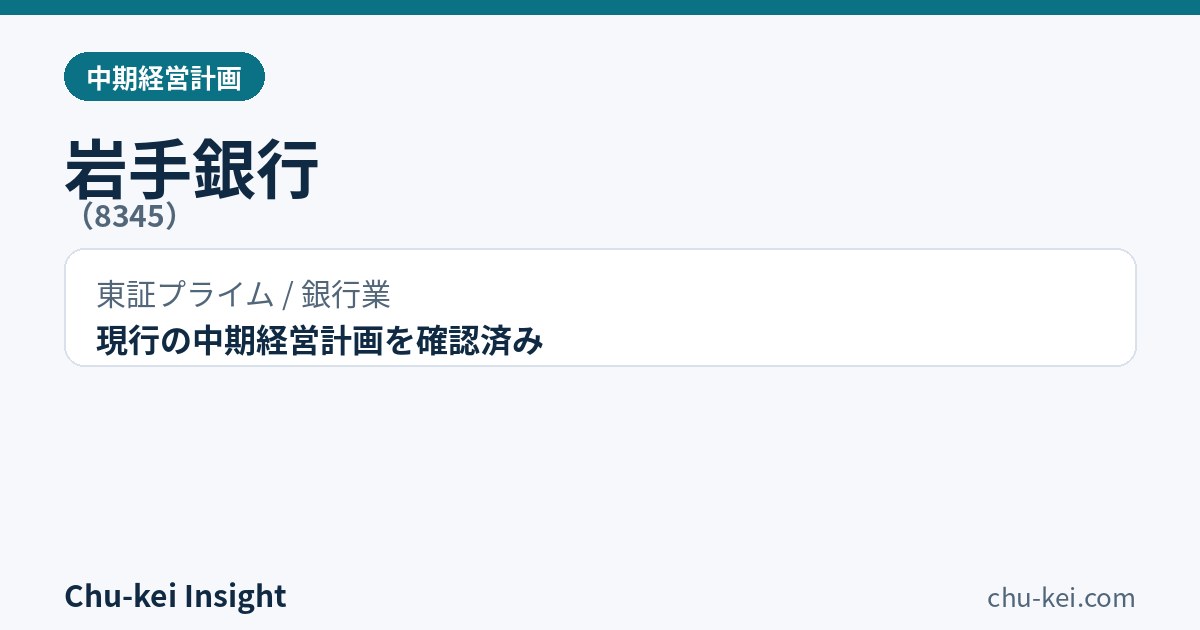 中期経営計画
岩手銀行
（8345）
東証プライム / 銀行業
現行の中期経営計画を確認済み
Chu-kei Insight
chu-kei.com